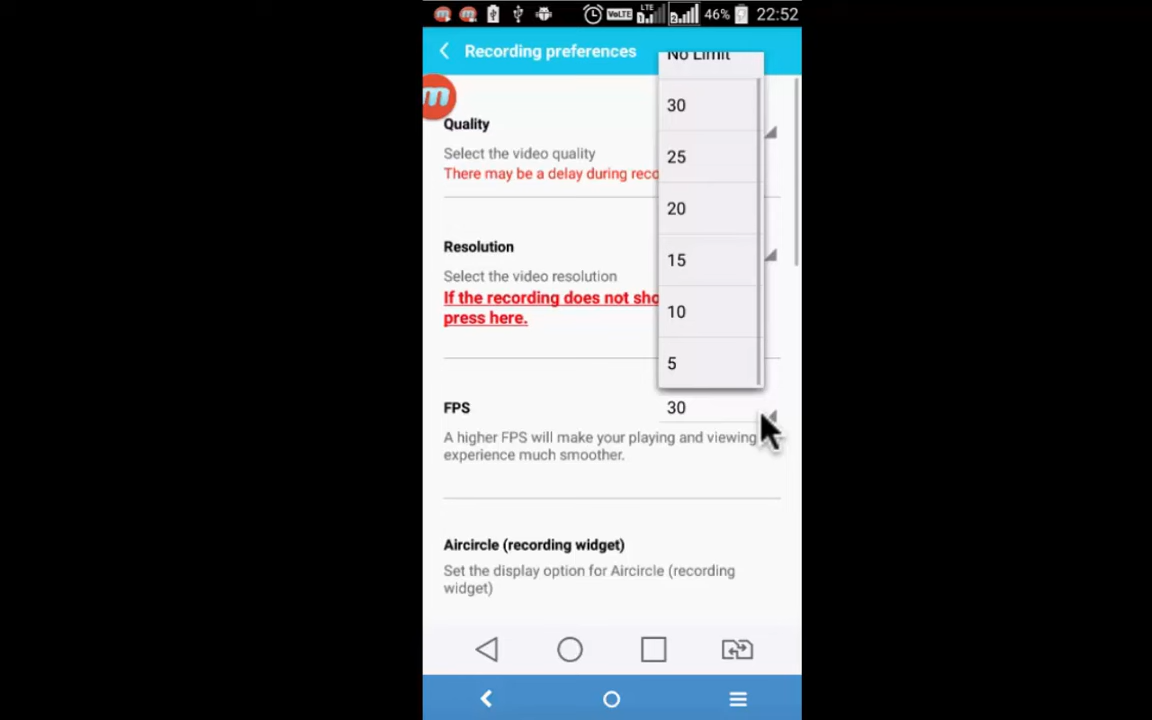 VoLTE LTE 46% 22:52
Recording preferences
No Limit
30
m
Quality
Select the video quality
25
There may be a delay during reco
20
Resolution
15
Select the video resolution
If the recording does not sho
press here.
10
5
FPS
30
A higher FPS will make your playing and viewing
experience much smoother.
Aircircle (recording widget)
Set the display option for Aircircle (recording
widget)